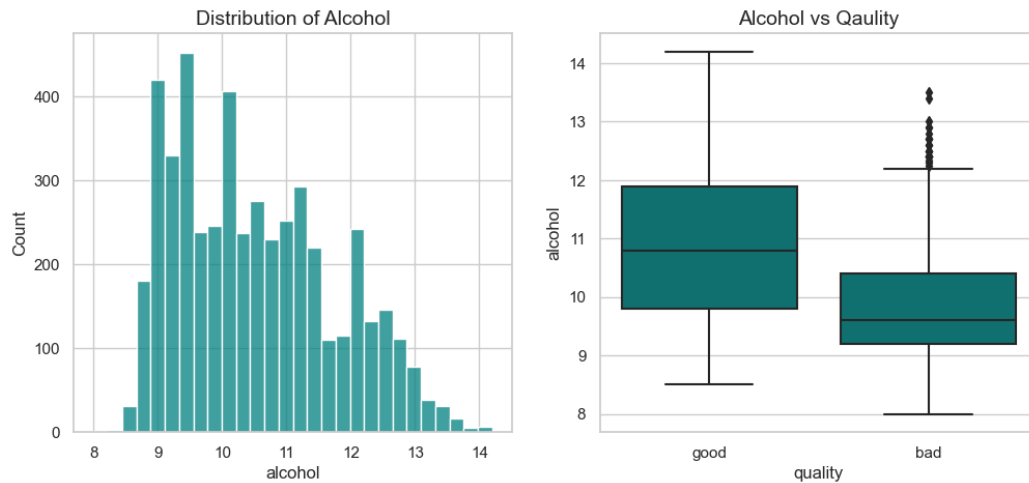 Distribution of Alcohol
400
300
200
100
0
Count
8 9 10 11 12 13 14
alcohol
Alcohol vs Qaulity
14
13
12
11
10
9
8
alcohol
good bad
quality